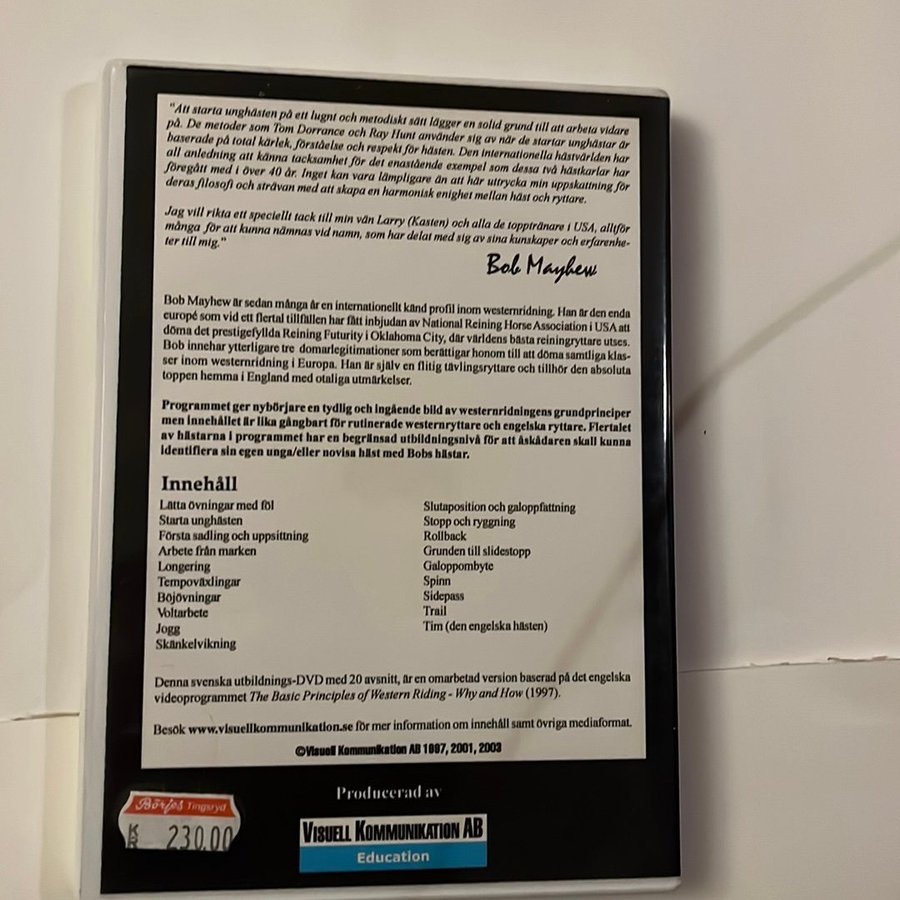 "Att starta unghästen på ett lugnt och metodiskt sätt lägger en solid grund till att arbeta vidare
på. De metoder som Tom Dorrance och Ray Hunt använder sig av när de startar unghästar är
baserade på total kärlek, förståelse och respekt för hästen. Den internationella hästvärlden har
all anledning att känna tacksamhet för det enastående exempel som dessa två hästkarlar har
föregått med i över 40 år. Inget kan vara lämpligare än att här uttrycka min uppskattning för
deras filosofi och strävan med att skapa en harmonisk enighet mellan häst och ryttare.
Jag vill rikta ett speciellt tack till min vän Larry (Kasten) och alla de topptränare i USA, alltför
många för att kunna nämnas vid namn, som har delat med sig av sina kunskaper och erfarenhe-
ter till mig."
Bob Mayhew
Bob Mayhew är sedan många år en internationellt känd profil inom westernridning. Han är den enda
europé som vid ett flertal tillfällen har fått inbjudan av National Reining Horse Association i USA att
döma det prestigefyllda Reining Futurity i Oklahoma City, där världens bästa reiningryttare utses.
Bob innehar ytterligare tre domarlegitimationer som berättigar honom till att döma samtliga klas-
ser inom westernridning i Europa. Han är själv en flitig tävlingsryttare och tillhör den absoluta
toppen hemma i England med otaliga utmärkelser.
Programmet ger nybörjare en tydlig och ingående bild av westernridningens grundprinciper
men innehållet är lika gångbart för rutinerade westernryttare och engelska ryttare. Flertalet
av hästarna i programmet har en begränsad utbildningsnivå för att åskådaren skall kunna
identifiera sin egen unga/eller novisa häst med Bobs hästar.
Innehåll
Lätta övningar med föl
Starta unghästen
Första sadling och uppsittning
Arbete från marken
Longering
Tempoväxlingar
Böjövningar
Voltarbete
Jogg
Skänkelvikning
Slutaposition och galoppfattning
Stopp och ryggning
Rollback
Grunden till slidestopp
Galoppombyte
Spinn
Sidepass
Trail
Tim (den engelska hästen)
Denna svenska utbildnings-DVD med 20 avsnitt, är en omarbetad version baserad på det engelska
videoprogrammet The Basic Principles of Western Riding - Why and How (1997).
Besök www.visuellkommunikation.se för mer information om innehåll samt övriga mediaformat.
©Visuell Kommunikation AB 1997, 2001, 2003
Producerad av
VISUELL KOMMUNIKATION AB
Education
Börjes Tingsryd
KR 230.00